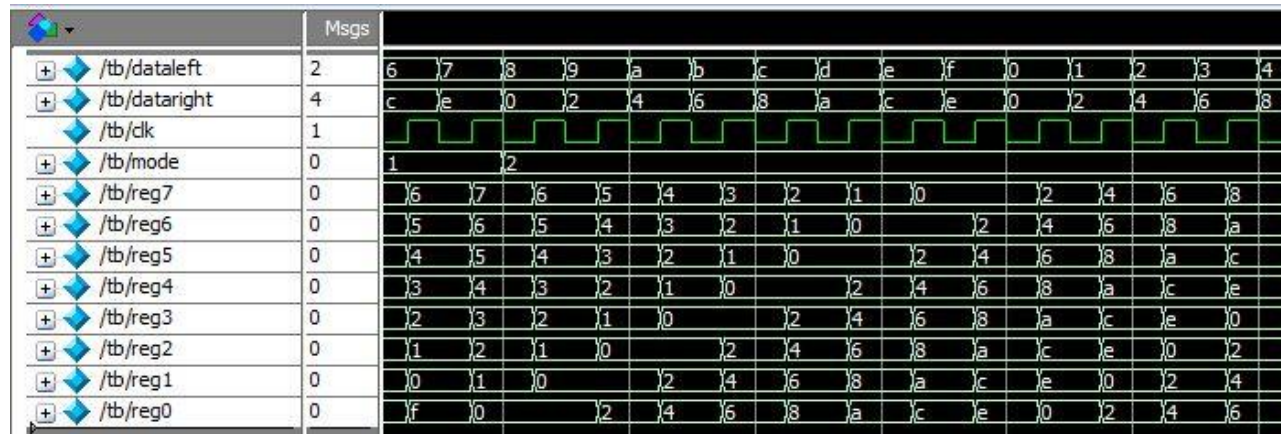 Msgs
/tb/dataleft 2 6 7 8 9 a b c d e f 0 1 2 3 4
/tb/dataright 4 c e 0 2 4 6 8 a c e 0 2 4 6 8
/tb/clk 1
/tb/mode 0 1 2
/tb/reg7 0 6 7 6 5 4 3 2 1 0 2 4 6 8
/tb/reg6 0 5 6 5 4 3 2 1 0 2 4 6 8 a
/tb/reg5 0 4 5 4 3 2 1 0 2 4 6 8 a c
/tb/reg4 0 3 4 3 2 1 0 2 4 6 8 a c e
/tb/reg3 0 2 3 2 1 0 2 4 6 8 a c e 0
/tb/reg2 0 1 2 1 0 2 4 6 8 a c e 0 2
/tb/reg1 0 0 1 0 2 4 6 8 a c e 0 2 4
/tb/reg0 0 f 0 2 4 6 8 a c e 0 2 4 6